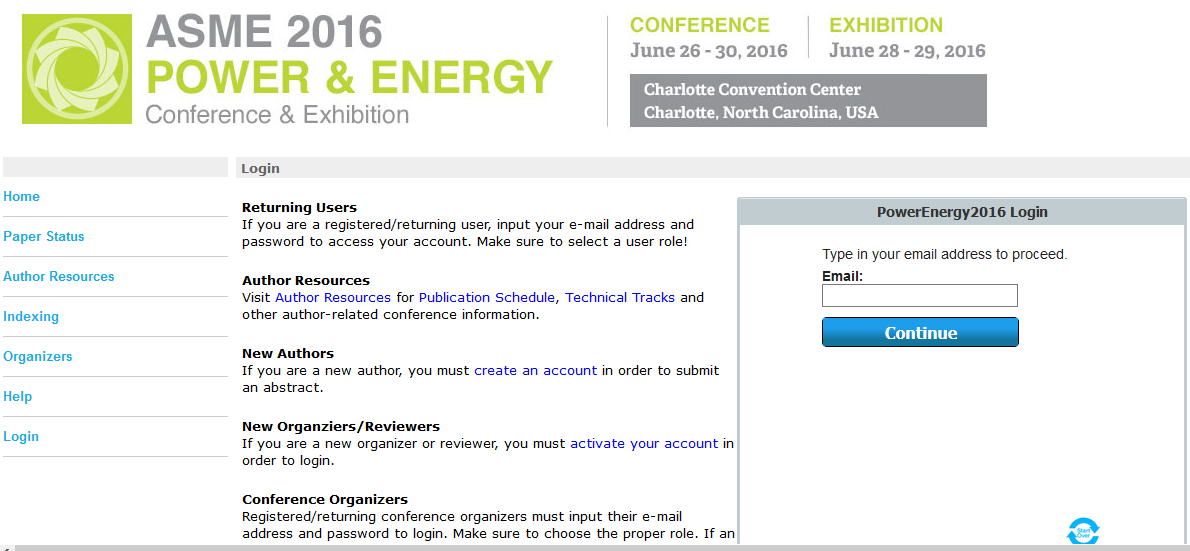 ASME 2016
POWER & ENERGY
Conference & Exhibition
CONFERENCE
June 26 - 30, 2016
EXHIBITION
June 28 - 29, 2016
Charlotte Convention Center
Charlotte, North Carolina, USA
Home
Paper Status
Author Resources
Indexing
Organizers
Help
Login
Login
Returning Users
If you are a registered/returning user, input your e-mail address and
password to access your account. Make sure to select a user role!
Author Resources
Visit Author Resources for Publication Schedule, Technical Tracks and
other author-related conference information.
New Authors
If you are a new author, you must create an account in order to submit
an abstract.
New Organziers/Reviewers
If you are a new organizer or reviewer, you must activate your account in
order to login.
Conference Organizers
Registered/returning conference organizers must input their e-mail
address and password to login. Make sure to choose the proper role. If an
PowerEnergy2016 Login
Type in your email address to proceed.
Email:
Continue
Start
Over